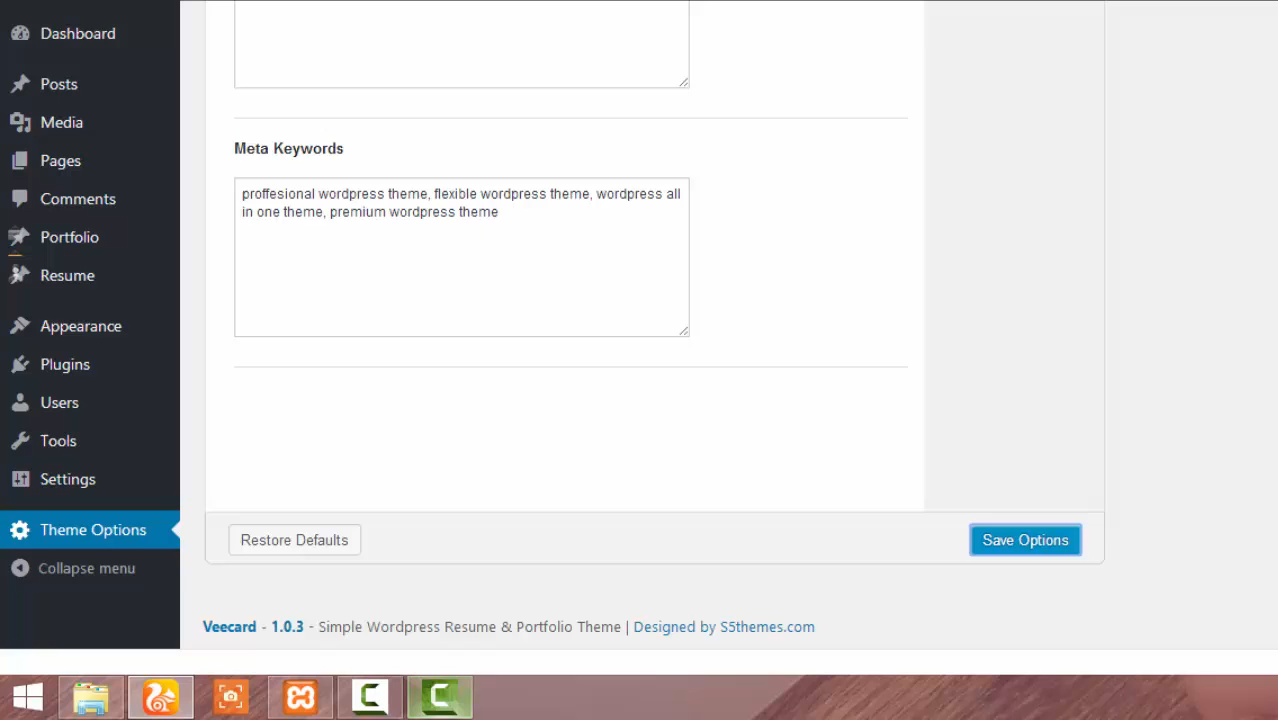 Dashboard
Posts
Media
Pages
Comments
Portfolio
Resume
Appearance
Plugins
Users
Tools
Settings
Theme Options
Collapse menu
Meta Keywords
proffesional wordpress theme, flexible wordpress theme, wordpress all
in one theme, premium wordpress theme
Restore Defaults
Save Options
Veecard - 1.0.3 - Simple Wordpress Resume & Portfolio Theme | Designed by S5themes.com